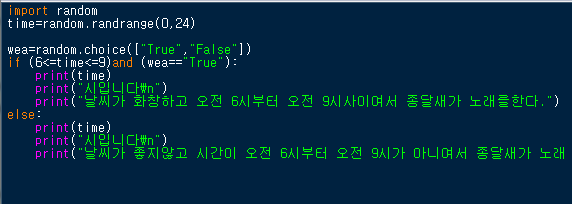 import random
time=random.randrange(0,24)
wea=random.choice(["True","False"])
if (6<=time<=9)and (wea=="True"):
    print(time)
    print("시입니다\n")
    print("날씨가 화창하고 오전 6시부터 오전 9시사이여서 종달새가 노래를한다.")
else:
    print(time)
    print("시입니다\n")
    print("날씨가 좋지않고 시간이 오전 6시부터 오전 9시가 아니여서 종달새가 노래